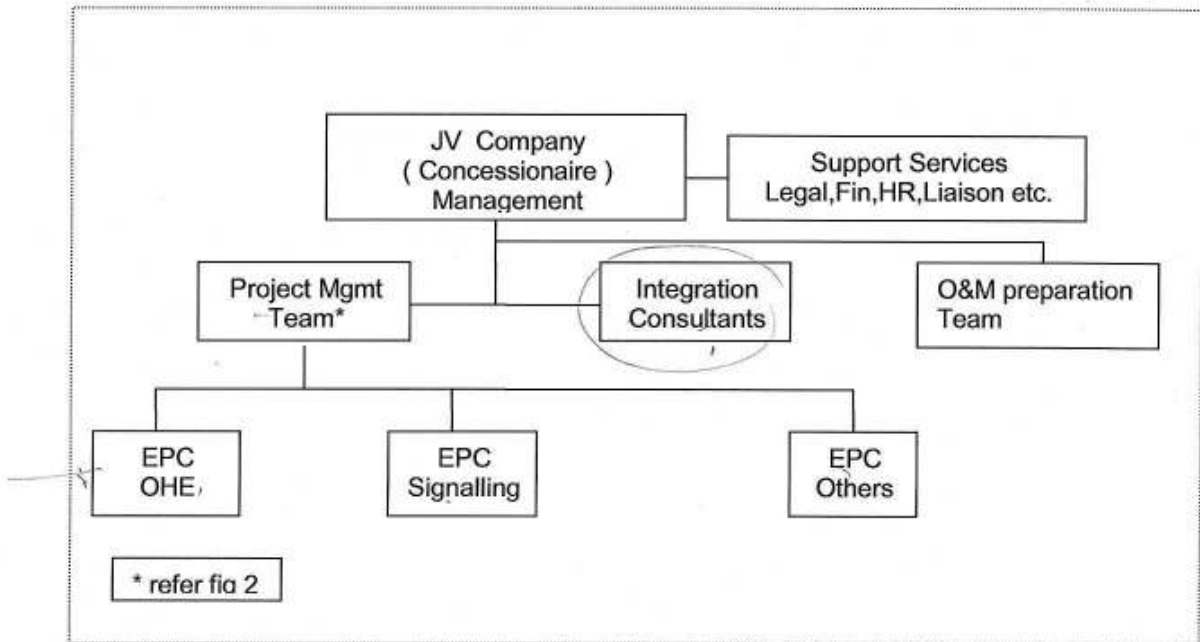 JV Company
( Concessionaire )
Management
Support Services
Legal,Fin,HR,Liaison etc.
Project Mgmt
Team*
Integration
Consultants
O&M preparation
Team
EPC
OHE
EPC
Signalling
EPC
Others
* refer fig 2